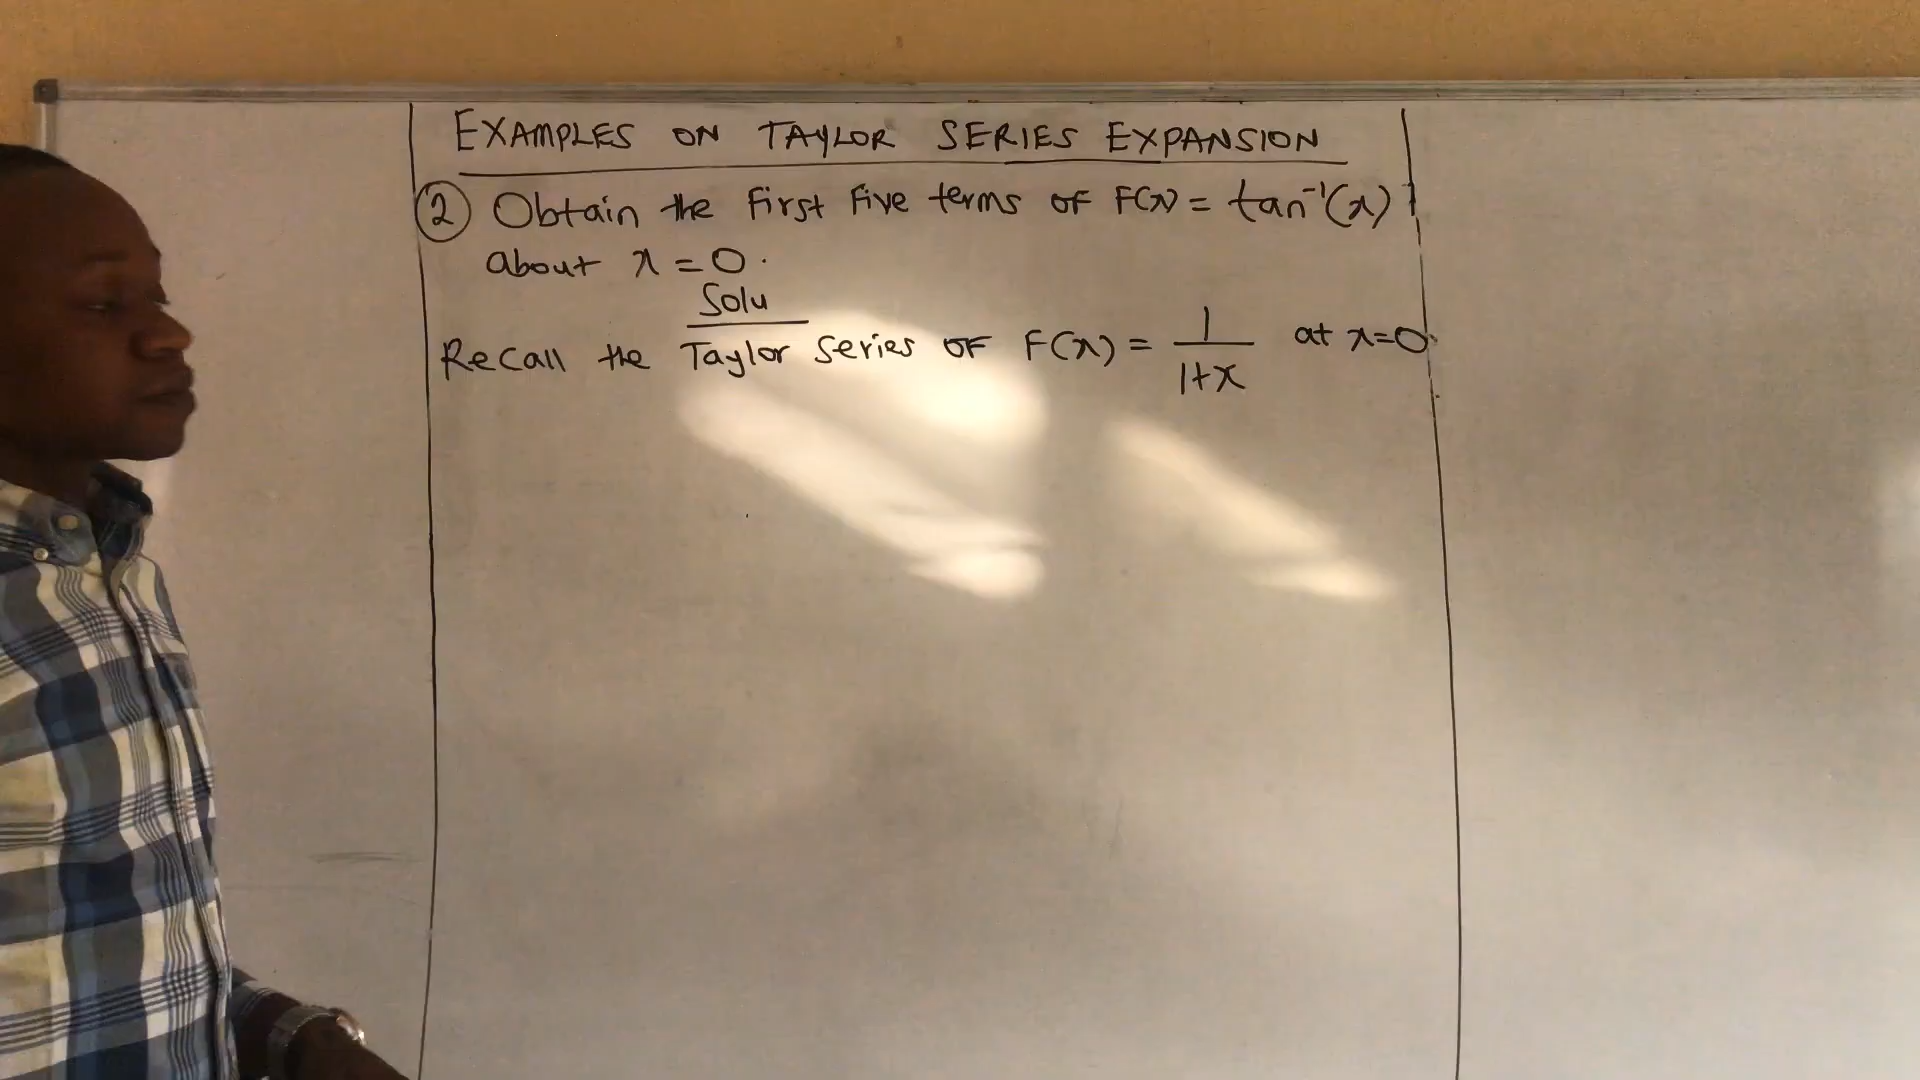 EXAMPLES ON TAYLOR SERIES EXPANSION
② Obtain the First Five terms of F(x) = tan⁻¹(x)
about x = 0.
Solu
Recall the Taylor series of F(x) = 1/(1+x) at x=0.